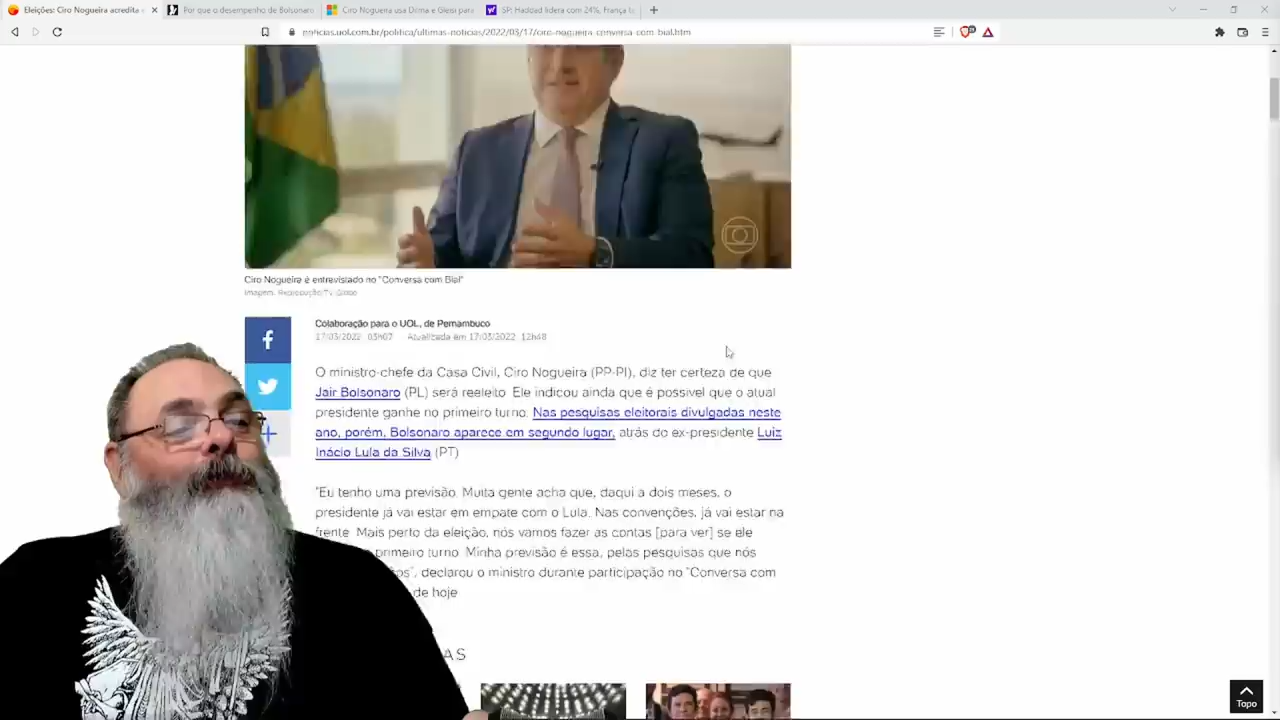 Eleições: Ciro Nogueira acredita
Por que o desempenho de Bolsonaro
Ciro Nogueira usa Dilma e Gleisi para
SP: Haddad lidera com 24%, França t
noticias.uol.com.br/politica/ultimas-noticias/2022/03/17/ciro-nogueira-conversa-com-bial.htm
Ciro Nogueira é entrevistado no "Conversa com Bial"
Imagem: Reprodução/TV Globo
Colaboração para o UOL, de Pernambuco
17/03/2022 03h07 Atualizada em 17/03/2022 12h48
O ministro-chefe da Casa Civil, Ciro Nogueira (PP-PI), diz ter certeza de que
Jair Bolsonaro (PL) será reeleito. Ele indicou ainda que é possível que o atual
presidente ganhe no primeiro turno. Nas pesquisas eleitorais divulgadas neste
ano, porém, Bolsonaro aparece em segundo lugar, atrás do ex-presidente Luiz
Inácio Lula da Silva (PT)
"Eu tenho uma previsão. Muita gente acha que, daqui a dois meses, o
presidente já vai estar em empate com o Lula. Nas convenções, já vai estar na
frente. Mais perto da eleição, nós vamos fazer as contas [para ver] se ele
primeiro turno. Minha previsão é essa, pelas pesquisas que nós
", declarou o ministro durante participação no "Conversa com
de hoje
AS
Topo